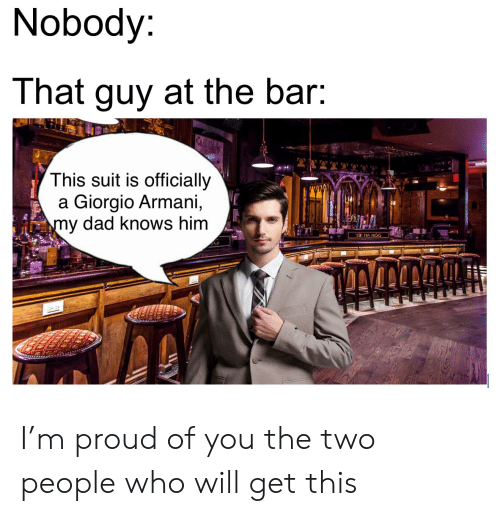 Nobody:
That guy at the bar:
This suit is officially
a Giorgio Armani,
my dad knows him
I'm proud of you the two
people who will get this